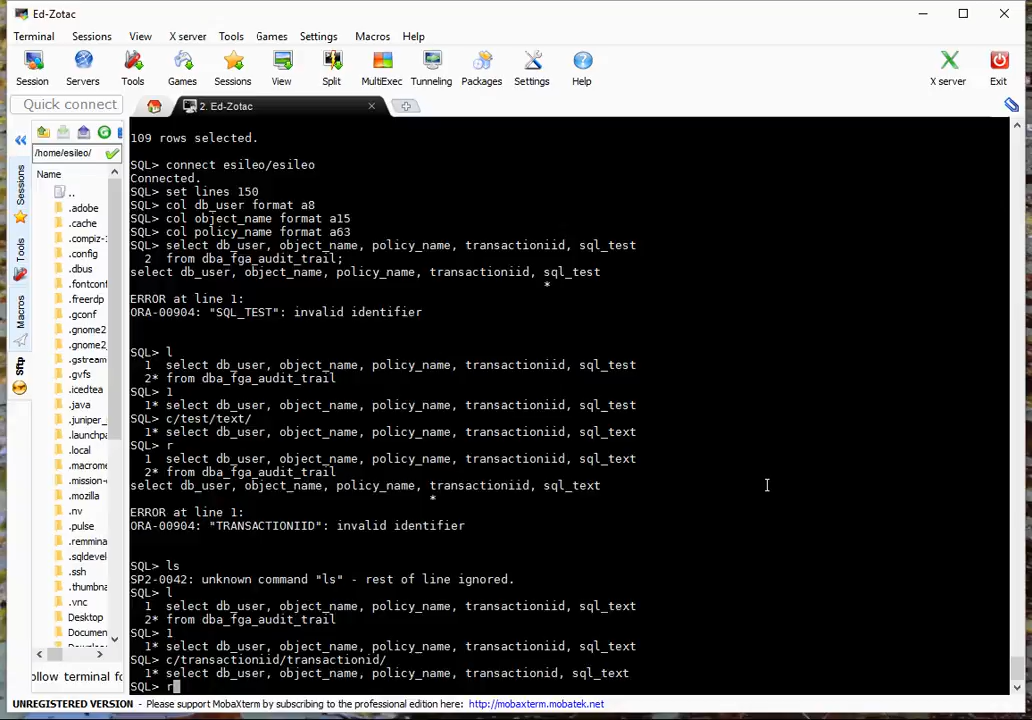 Ed-Zotac
Terminal Sessions View X server Tools Games Settings Macros Help
Session Servers Tools Games Sessions View Split MultiExec Tunneling Packages Settings Help X server Exit
Quick connect
2. Ed-Zotac
/home/esileo/
Name
..
.adobe
.cache
.compiz-1
.config
.dbus
.fontconf
.freerdp
.gconf
.gnome2
.gnome2_
.gstream
.gvfs
.icedtea
.java
.juniper_
.launchpa
.local
.macrome
.mission-
.mozilla
.nv
.pulse
.remmina
.sqldevel
.ssh
.thumbna
.vnc
Desktop
Documen
ollow terminal fo
Sessions
Tools
Macros
Sftp
109 rows selected.
SQL> connect esileo/esileo
Connected.
SQL> set lines 150
SQL> col db_user format a8
SQL> col object_name format a15
SQL> col policy_name format a63
SQL> select db_user, object_name, policy_name, transactioniid, sql_test
2 from dba_fga_audit_trail;
select db_user, object_name, policy_name, transactioniid, sql_test
*
ERROR at line 1:
ORA-00904: "SQL_TEST": invalid identifier
SQL> l
1 select db_user, object_name, policy_name, transactioniid, sql_test
2* from dba_fga_audit_trail
SQL> 1
1* select db_user, object_name, policy_name, transactioniid, sql_test
SQL> c/test/text/
1* select db_user, object_name, policy_name, transactioniid, sql_text
SQL> r
1 select db_user, object_name, policy_name, transactioniid, sql_text
2* from dba_fga_audit_trail
select db_user, object_name, policy_name, transactioniid, sql_text
*
ERROR at line 1:
ORA-00904: "TRANSACTIONIID": invalid identifier
SQL> ls
SP2-0042: unknown command "ls" - rest of line ignored.
SQL> l
1 select db_user, object_name, policy_name, transactioniid, sql_text
2* from dba_fga_audit_trail
SQL> 1
1* select db_user, object_name, policy_name, transactioniid, sql_text
SQL> c/transactioniid/transactionid/
1* select db_user, object_name, policy_name, transactionid, sql_text
SQL> r
UNREGISTERED VERSION - Please support MobaXterm by subscribing to the professional edition here: http://mobaxterm.mobatek.net